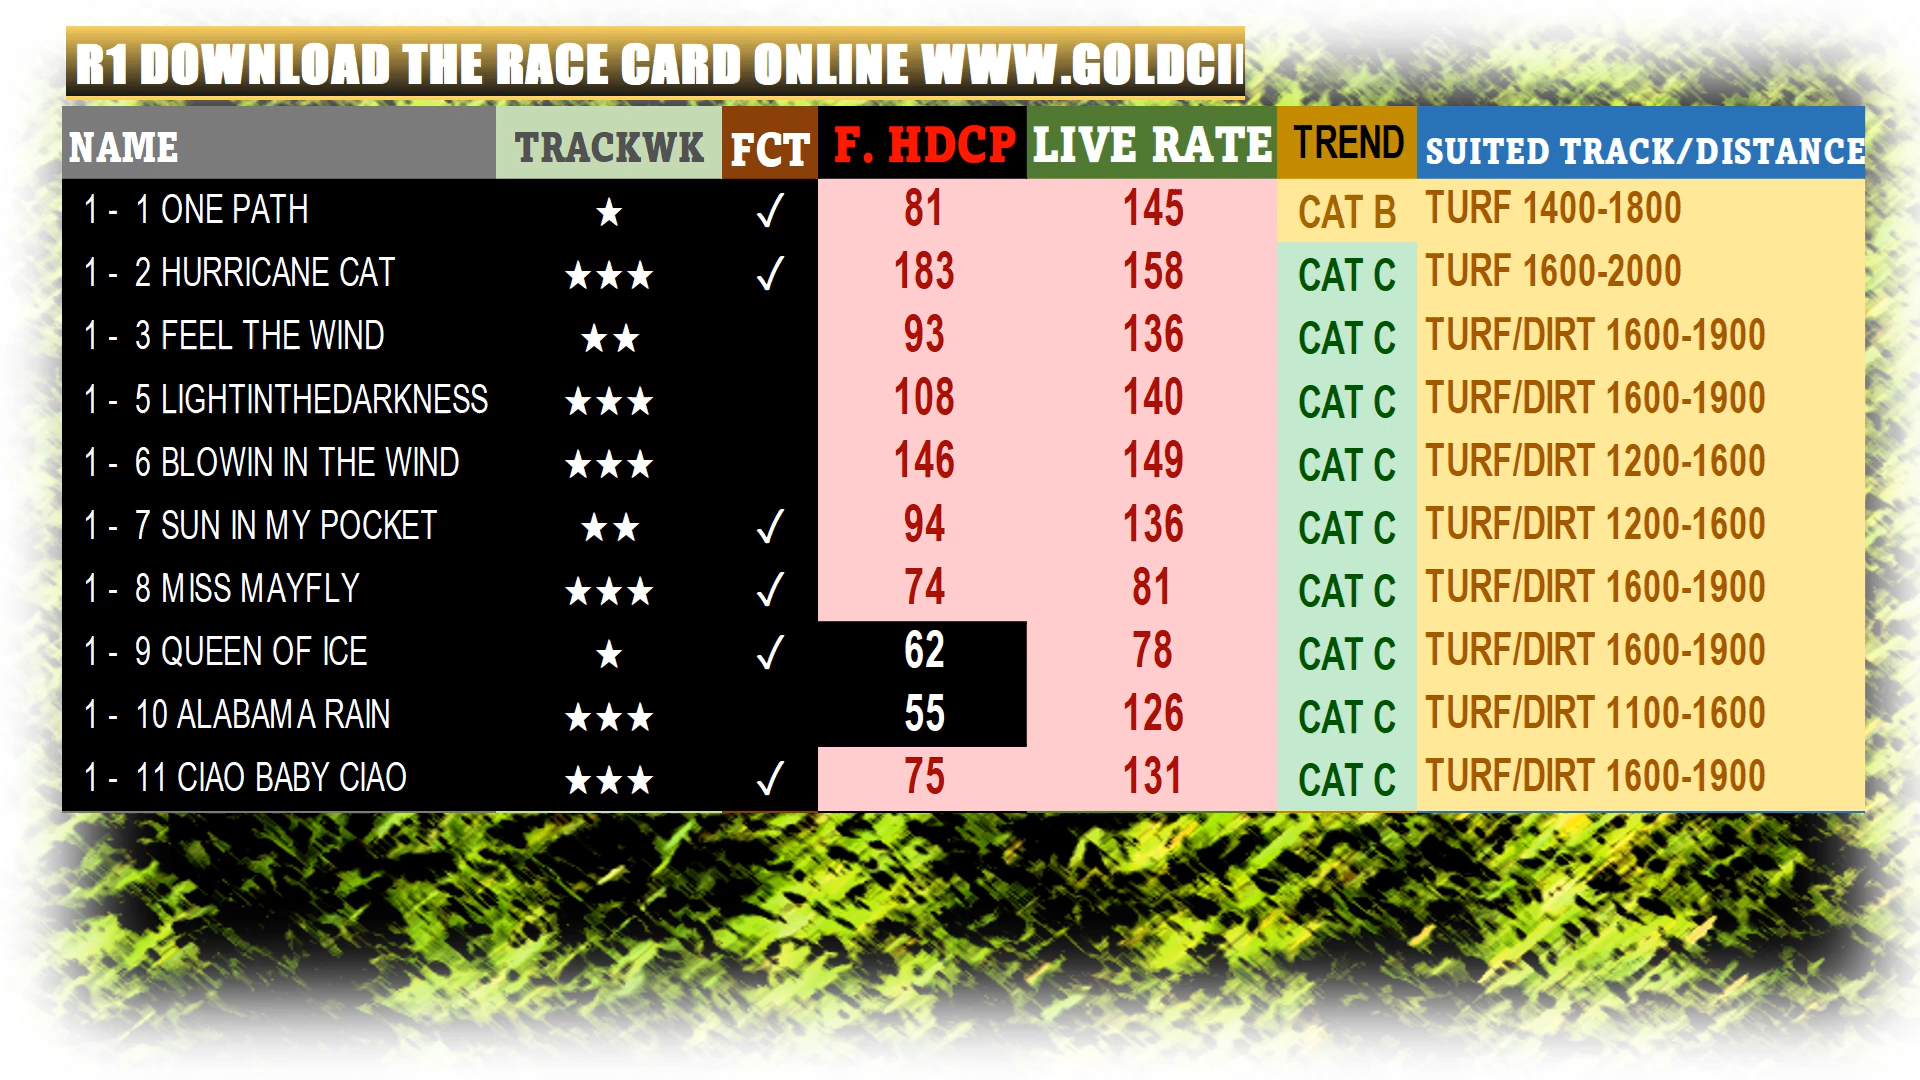 R1 DOWNLOAD THE RACE CARD ONLINE WWW.GOLDCI
NAME TRACKWK FCT F. HDCP LIVE RATE TREND SUITED TRACK/DISTANCE
1 - 1 ONE PATH ★ ✓ 81 145 CAT B TURF 1400-1800
1 - 2 HURRICANE CAT ★★★ ✓ 183 158 CAT C TURF 1600-2000
1 - 3 FEEL THE WIND ★★ 93 136 CAT C TURF/DIRT 1600-1900
1 - 5 LIGHTINTHEDARKNESS ★★★ 108 140 CAT C TURF/DIRT 1600-1900
1 - 6 BLOWIN IN THE WIND ★★★ 146 149 CAT C TURF/DIRT 1200-1600
1 - 7 SUN IN MY POCKET ★★ ✓ 94 136 CAT C TURF/DIRT 1200-1600
1 - 8 MISS MAYFLY ★★★ ✓ 74 81 CAT C TURF/DIRT 1600-1900
1 - 9 QUEEN OF ICE ★ ✓ 62 78 CAT C TURF/DIRT 1600-1900
1 - 10 ALABAMA RAIN ★★★ 55 126 CAT C TURF/DIRT 1100-1600
1 - 11 CIAO BABY CIAO ★★★ ✓ 75 131 CAT C TURF/DIRT 1600-1900